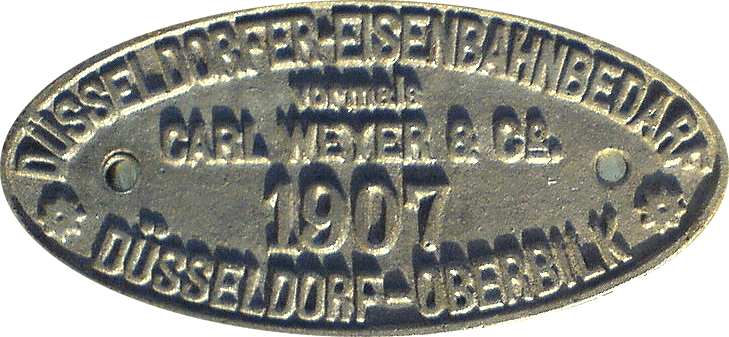 DÜSSELDORFER-EISENBAHNBEDARF
vormals
CARL WEYER & Co.
1907
DÜSSELDORF-OBERBILK